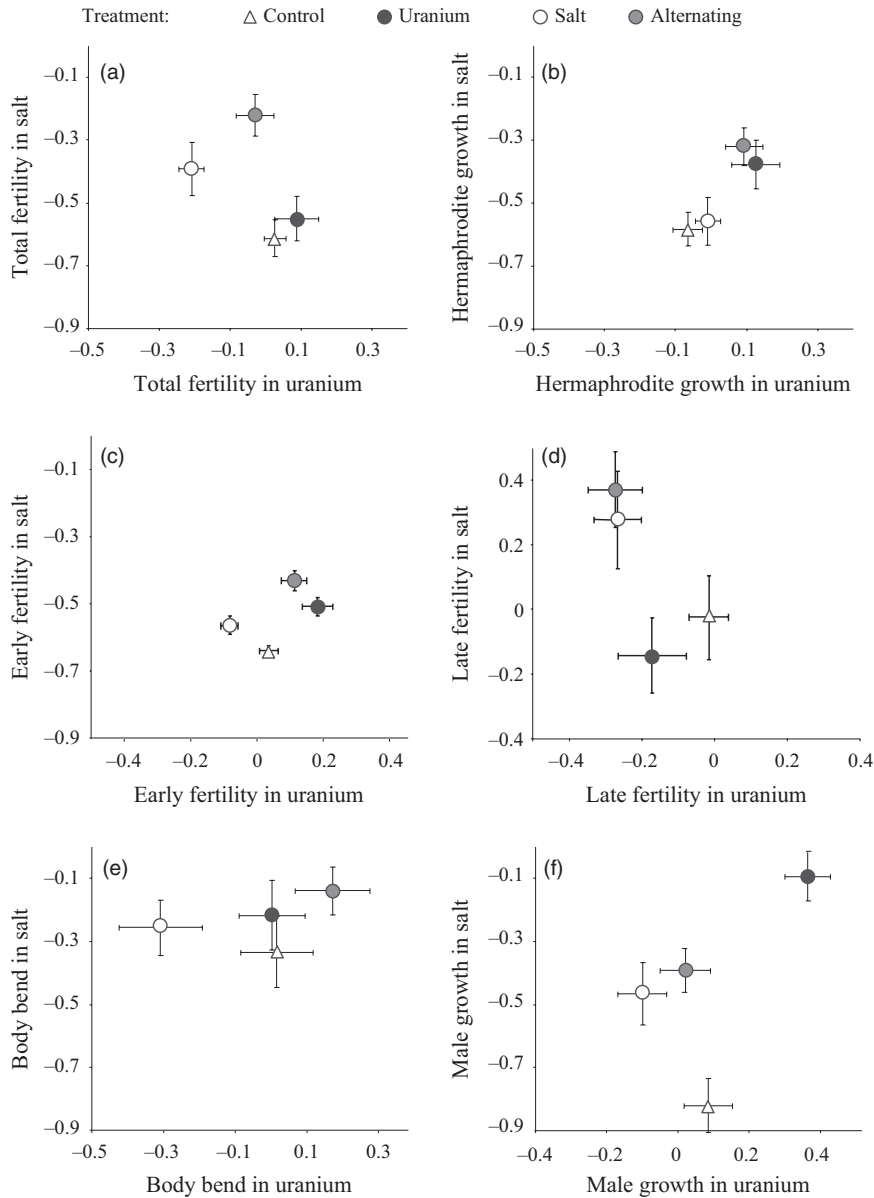 Treatment: Control Uranium Salt Alternating
(a)
Total fertility in salt
–0.1
–0.3
–0.5
–0.7
–0.9
–0.5 –0.3 –0.1 0.1 0.3
Total fertility in uranium
(b)
Hermaphrodite growth in salt
–0.1
–0.3
–0.5
–0.7
–0.9
–0.5 –0.3 –0.1 0.1 0.3
Hermaphrodite growth in uranium
(c)
Early fertility in salt
–0.1
–0.3
–0.5
–0.7
–0.9
–0.4 –0.2 0 0.2 0.4
Early fertility in uranium
(d)
Late fertility in salt
0.4
0.2
0
–0.2
–0.4
–0.4 –0.2 0 0.2 0.4
Late fertility in uranium
(e)
Body bend in salt
–0.1
–0.3
–0.5
–0.7
–0.9
–0.5 –0.3 –0.1 0.1 0.3
Body bend in uranium
(f)
Male growth in salt
–0.1
–0.3
–0.5
–0.7
–0.9
–0.4 –0.2 0 0.2 0.4
Male growth in uranium